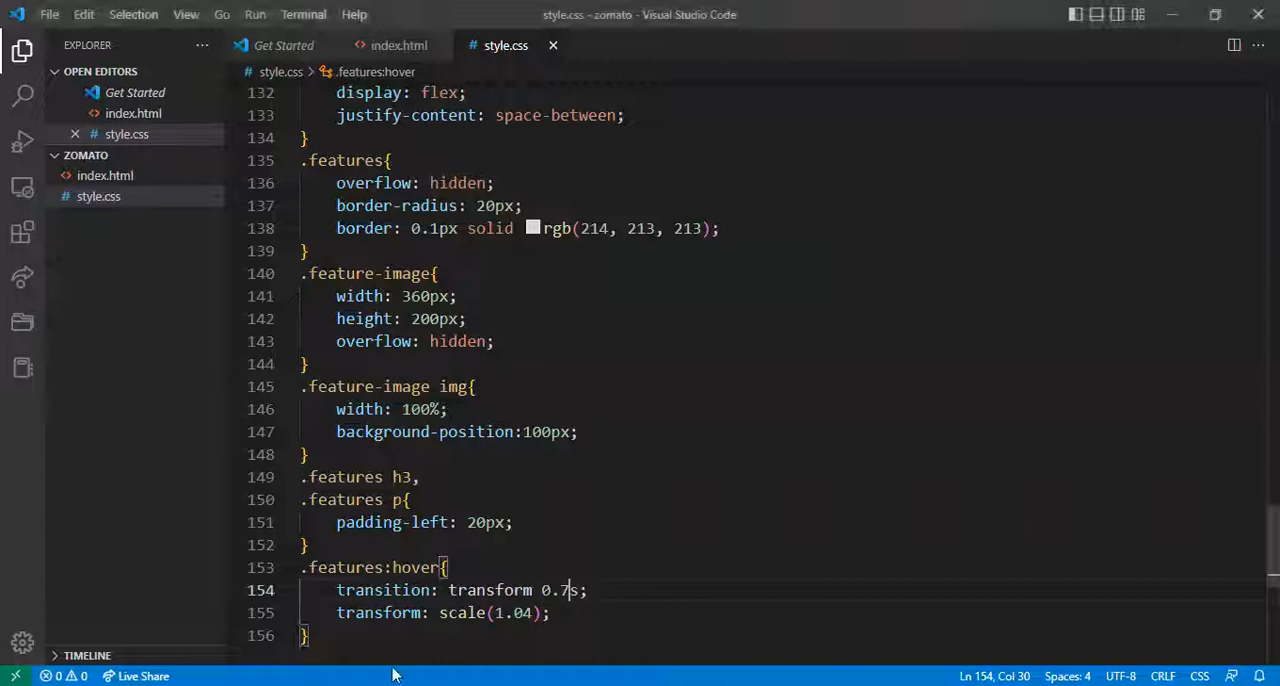 File Edit Selection View Go Run Terminal Help style.css - zomato - Visual Studio Code
EXPLORER
Get Started index.html style.css
OPEN EDITORS
Get Started
index.html
style.css
ZOMATO
index.html
style.css
TIMELINE
style.css > .features:hover
132 display: flex;
133 justify-content: space-between;
134 }
135 .features{
136 overflow: hidden;
137 border-radius: 20px;
138 border: 0.1px solid rgb(214, 213, 213);
139 }
140 .feature-image{
141 width: 360px;
142 height: 200px;
143 overflow: hidden;
144 }
145 .feature-image img{
146 width: 100%;
147 background-position:100px;
148 }
149 .features h3,
150 .features p{
151 padding-left: 20px;
152 }
153 .features:hover{
154 transition: transform 0.7s;
155 transform: scale(1.04);
156 }
0 0 Live Share Ln 154, Col 30 Spaces: 4 UTF-8 CRLF CSS